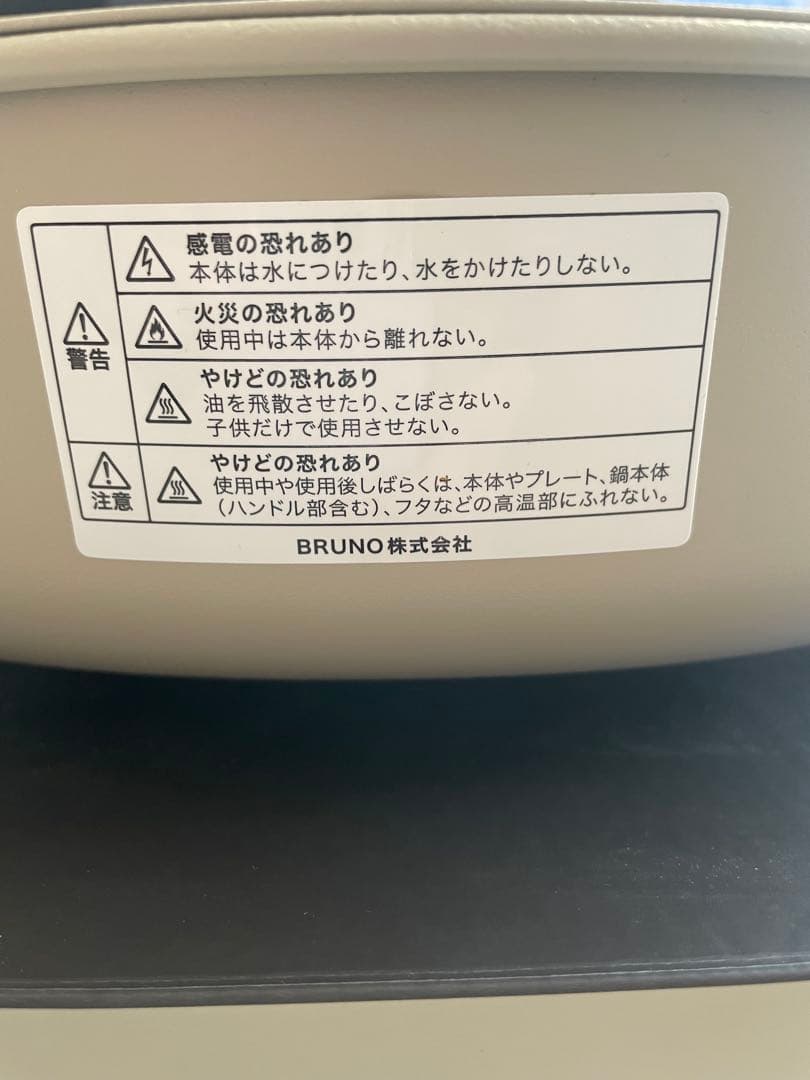 警告
感電の恐れあり
本体は水につけたり、水をかけたりしない。
火災の恐れあり
使用中は本体から離れない。
やけどの恐れあり
油を飛散させたり、こぼさない。
子供だけで使用させない。
注意
やけどの恐れあり
使用中や使用後しばらくは、本体やプレート、鍋本体
（ハンドル部含む）、フタなどの高温部にふれない。
BRUNO株式会社